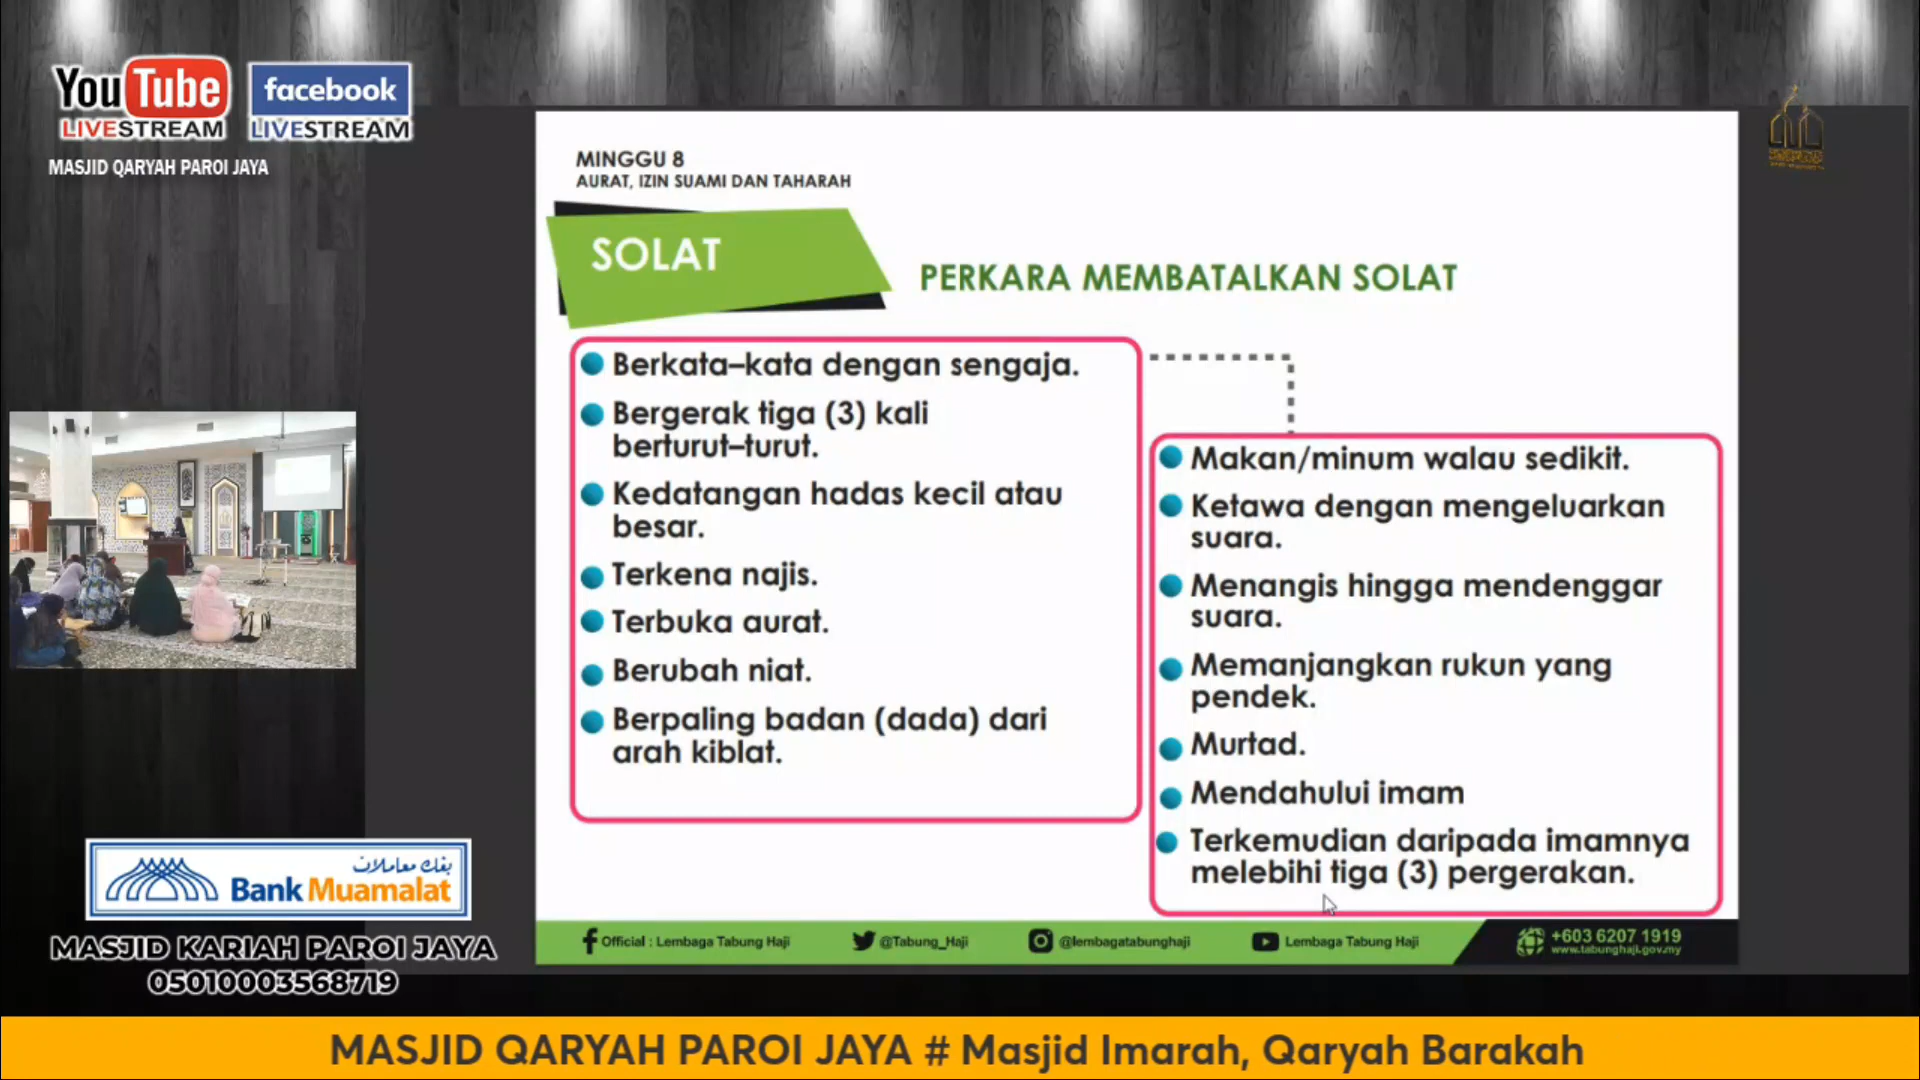 YouTube
LIVESTREAM
facebook
LIVESTREAM
MASJID QARYAH PAROI JAYA
MINGGU 8
AURAT, IZIN SUAMI DAN TAHARAH
SOLAT
PERKARA MEMBATALKAN SOLAT
Berkata–kata dengan sengaja.
Bergerak tiga (3) kali
berturut–turut.
Kedatangan hadas kecil atau
besar.
Terkena najis.
Terbuka aurat.
Berubah niat.
Berpaling badan (dada) dari
arah kiblat.
Makan/minum walau sedikit.
Ketawa dengan mengeluarkan
suara.
Menangis hingga mendenggar
suara.
Memanjangkan rukun yang
pendek.
Murtad.
Mendahului imam
Terkemudian daripada imamnya
melebihi tiga (3) pergerakan.
Official : Lembaga Tabung Haji
@Tabung_Haji
@lembagatabunghaji
Lembaga Tabung Haji
+603 6207 1919
www.tabunghaji.gov.my
بنك معاملات
Bank Muamalat
MASJID KARIAH PAROI JAYA
05010003568719
MASJID QARYAH PAROI JAYA # Masjid Imarah, Qaryah Barakah